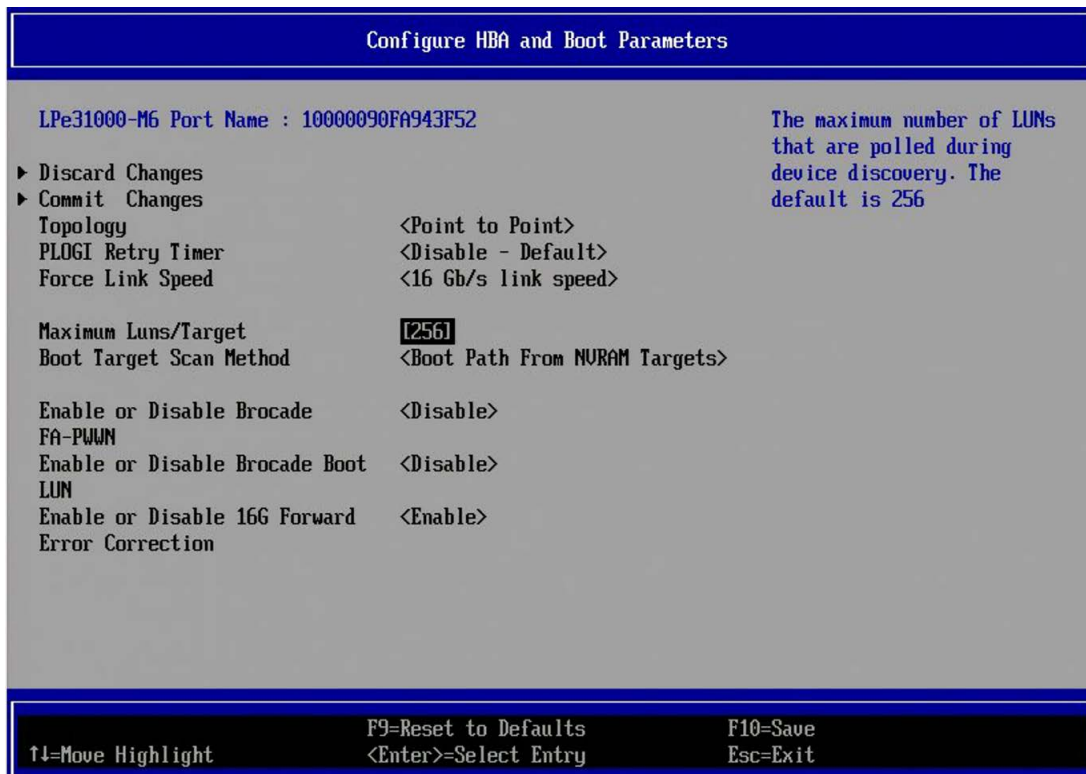 Configure HBA and Boot Parameters
LPe31000-M6 Port Name : 10000090FA943F52
The maximum number of LUNs
that are polled during
device discovery. The
default is 256
▶ Discard Changes
▶ Commit  Changes
Topology <Point to Point>
PLOGI Retry Timer <Disable - Default>
Force Link Speed <16 Gb/s link speed>
Maximum Luns/Target [256]
Boot Target Scan Method <Boot Path From NVRAM Targets>
Enable or Disable Brocade <Disable>
FA-PWWN
Enable or Disable Brocade Boot <Disable>
LUN
Enable or Disable 16G Forward <Enable>
Error Correction
F9=Reset to Defaults F10=Save
↑↓=Move Highlight <Enter>=Select Entry Esc=Exit